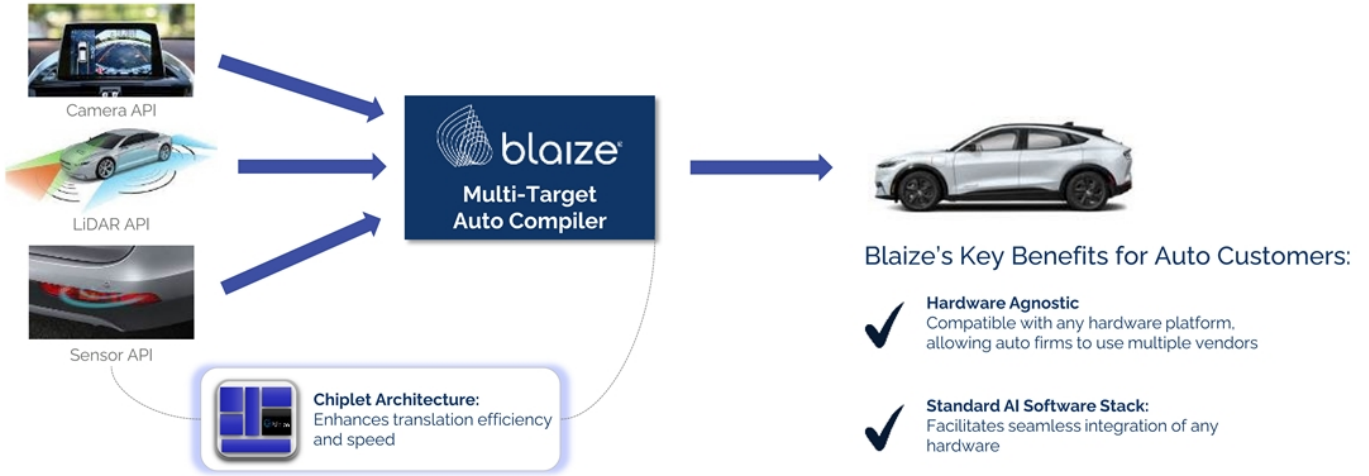 Camera API
LiDAR API
Sensor API
blaize
Multi-Target
Auto Compiler
Chiplet Architecture:
Enhances translation efficiency
and speed
Blaize's Key Benefits for Auto Customers:
Hardware Agnostic
Compatible with any hardware platform,
allowing auto firms to use multiple vendors
Standard AI Software Stack:
Facilitates seamless integration of any
hardware